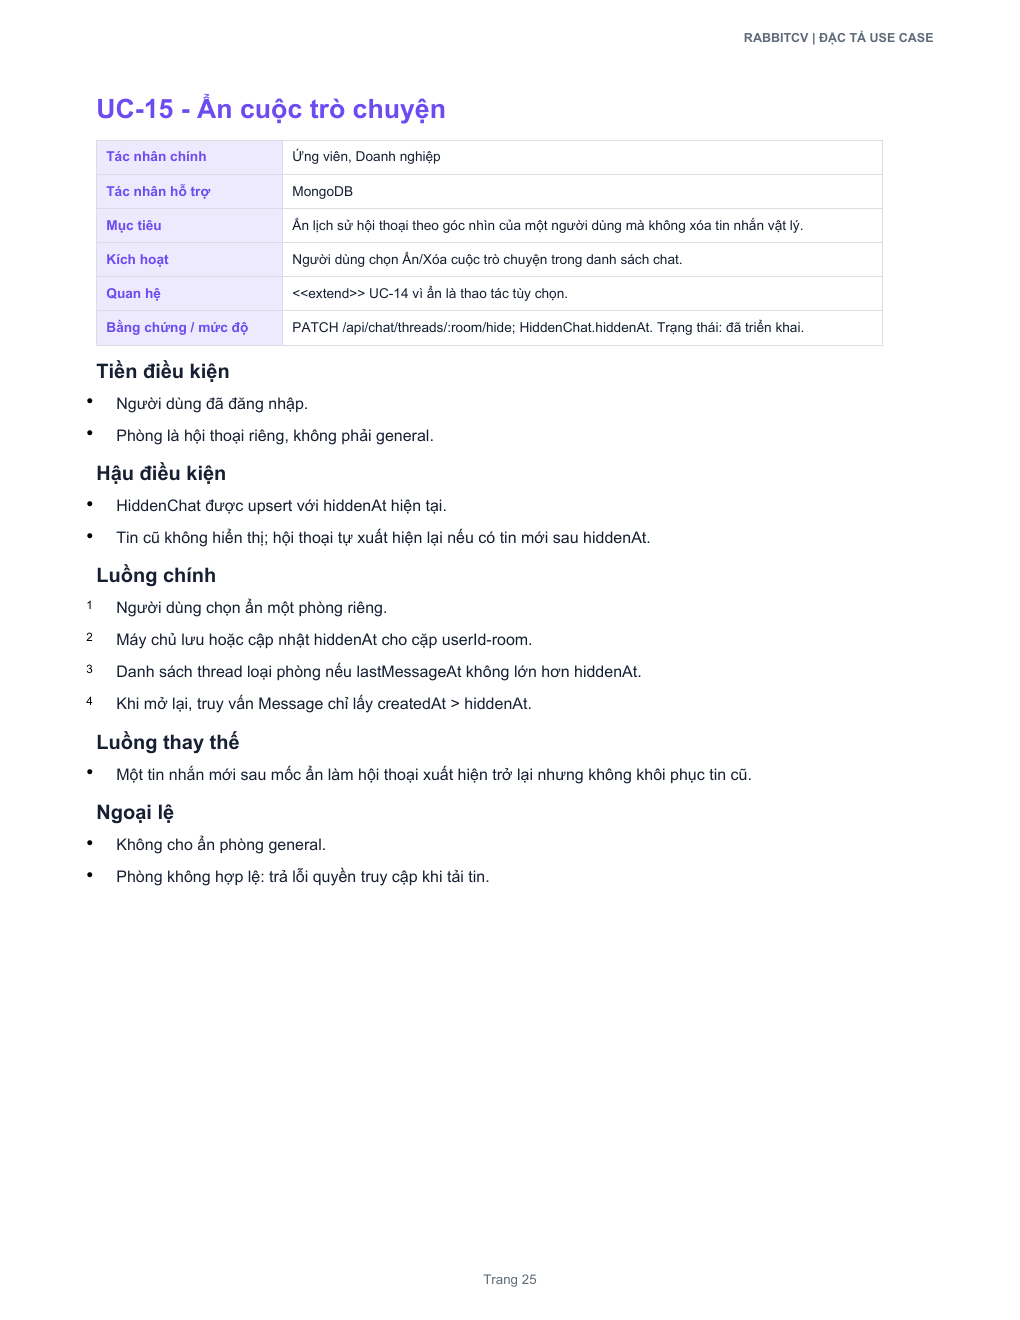 RABBITCV | ĐẶC TẢ USE CASE
UC-15 - Ẩn cuộc trò chuyện
Tác nhân chính Ứng viên, Doanh nghiệp
Tác nhân hỗ trợ MongoDB
Mục tiêu Ẩn lịch sử hội thoại theo góc nhìn của một người dùng mà không xóa tin nhắn vật lý.
Kích hoạt Người dùng chọn Ẩn/Xóa cuộc trò chuyện trong danh sách chat.
Quan hệ <<extend>> UC-14 vì ẩn là thao tác tùy chọn.
Bằng chứng / mức độ PATCH /api/chat/threads/:room/hide; HiddenChat.hiddenAt. Trạng thái: đã triển khai.
Tiền điều kiện
• Người dùng đã đăng nhập.
• Phòng là hội thoại riêng, không phải general.
Hậu điều kiện
• HiddenChat được upsert với hiddenAt hiện tại.
• Tin cũ không hiển thị; hội thoại tự xuất hiện lại nếu có tin mới sau hiddenAt.
Luồng chính
1 Người dùng chọn ẩn một phòng riêng.
2 Máy chủ lưu hoặc cập nhật hiddenAt cho cặp userId-room.
3 Danh sách thread loại phòng nếu lastMessageAt không lớn hơn hiddenAt.
4 Khi mở lại, truy vấn Message chỉ lấy createdAt > hiddenAt.
Luồng thay thế
• Một tin nhắn mới sau mốc ẩn làm hội thoại xuất hiện trở lại nhưng không khôi phục tin cũ.
Ngoại lệ
• Không cho ẩn phòng general.
• Phòng không hợp lệ: trả lỗi quyền truy cập khi tải tin.
Trang 25